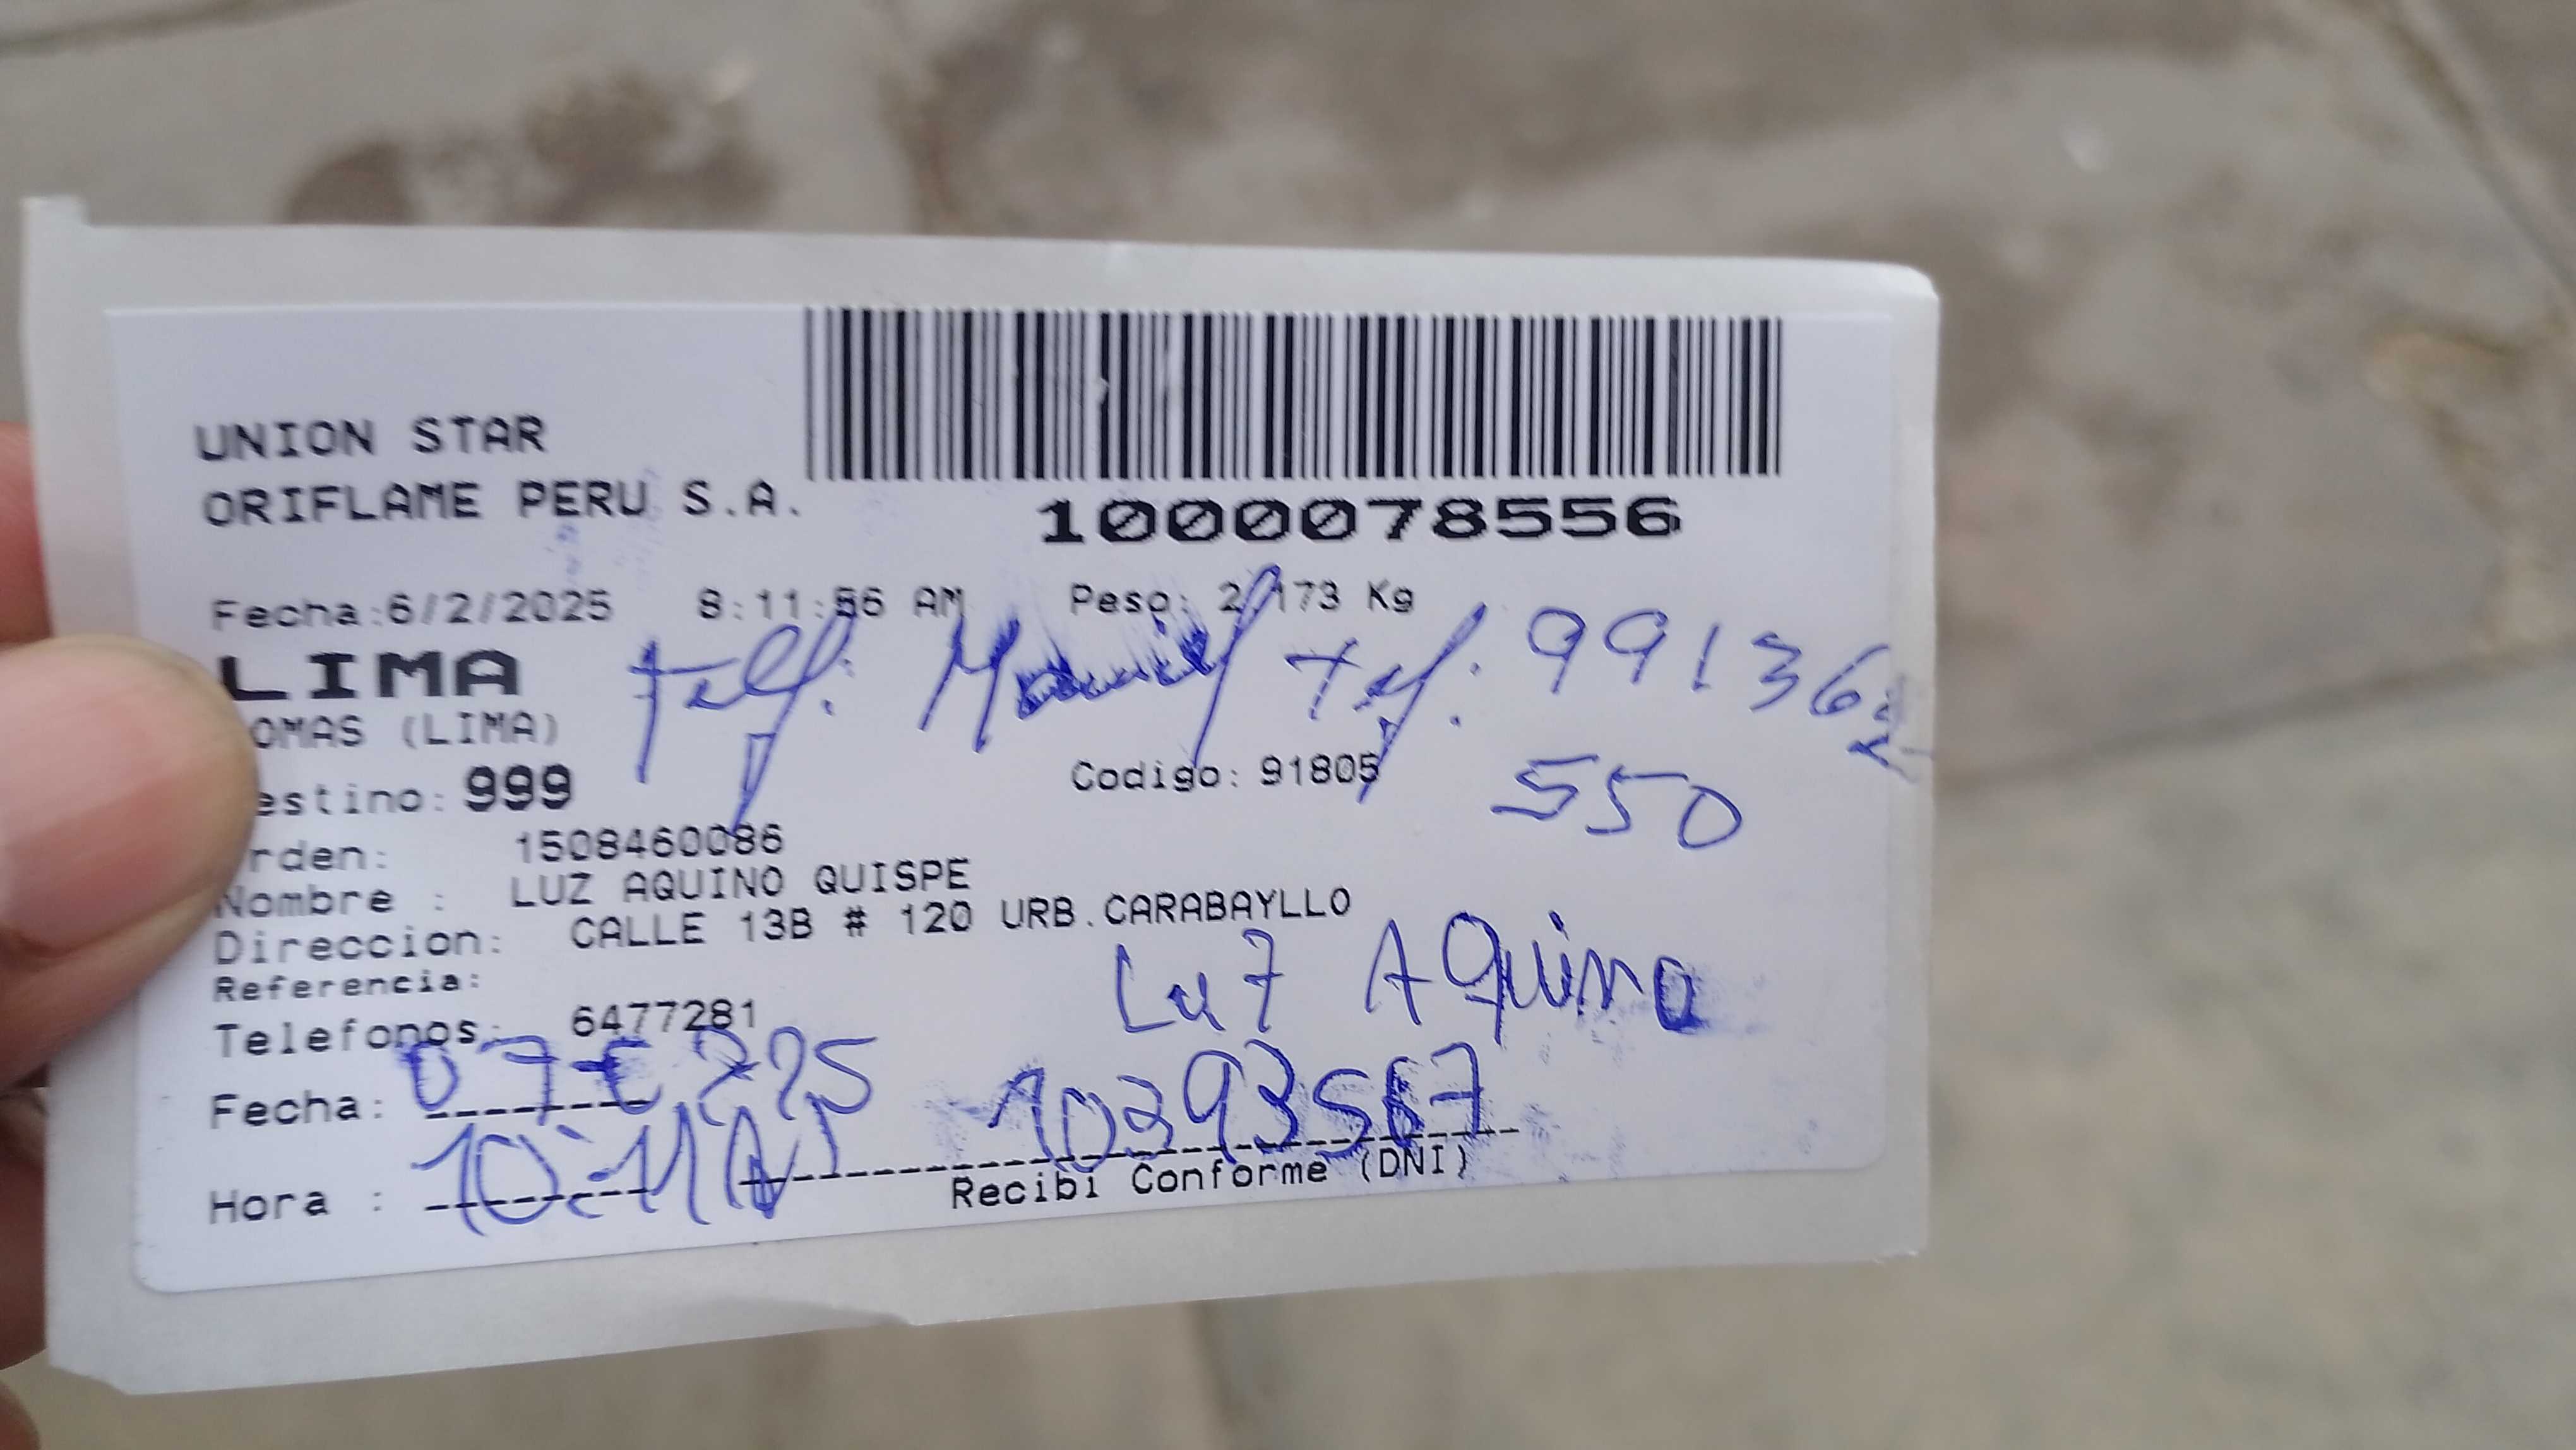 UNION STAR
ORIFLAME PERU S.A.
1000078556
Fecha:6/2/2025 8:11:56 AM Peso: 2.173 Kg
LIMA
Telf: Manuel Telf: 99136
OMAS (LIMA)
estino: 999 Codigo: 91805 550
rden: 1508460086
Nombre : LUZ AQUINO QUISPE
Direccion: CALLE 13B # 120 URB.CARABAYLLO
Referencia: Luz Aquino
Telefonos: 6477281
Fecha: 10393567
Hora : Recibi Conforme (DNI)